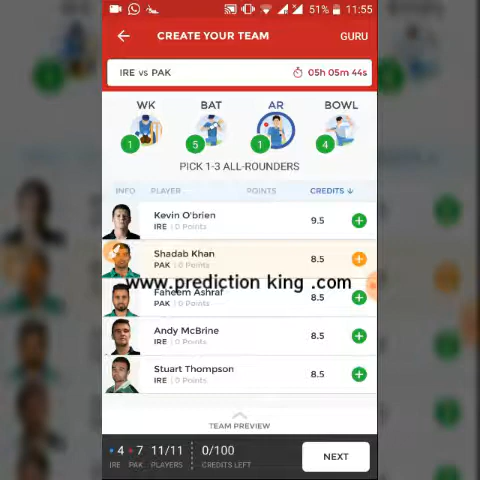 51% 11:55
CREATE YOUR TEAM GURU
IRE vs PAK 05h 05m 44s
WK BAT AR BOWL
1 5 1 4
PICK 1-3 ALL-ROUNDERS
INFO PLAYER POINTS CREDITS
Kevin O'brien
IRE | 0 Points 9.5
Shadab Khan
PAK | 0 Points 8.5
www.prediction king .com
Faheem Ashraf
PAK | 0 Points 8.5
Andy McBrine
IRE | 0 Points 8.5
Stuart Thompson
IRE | 0 Points 8.5
TEAM PREVIEW
4 7 11/11 0/100 NEXT
IRE PAK PLAYERS CREDITS LEFT